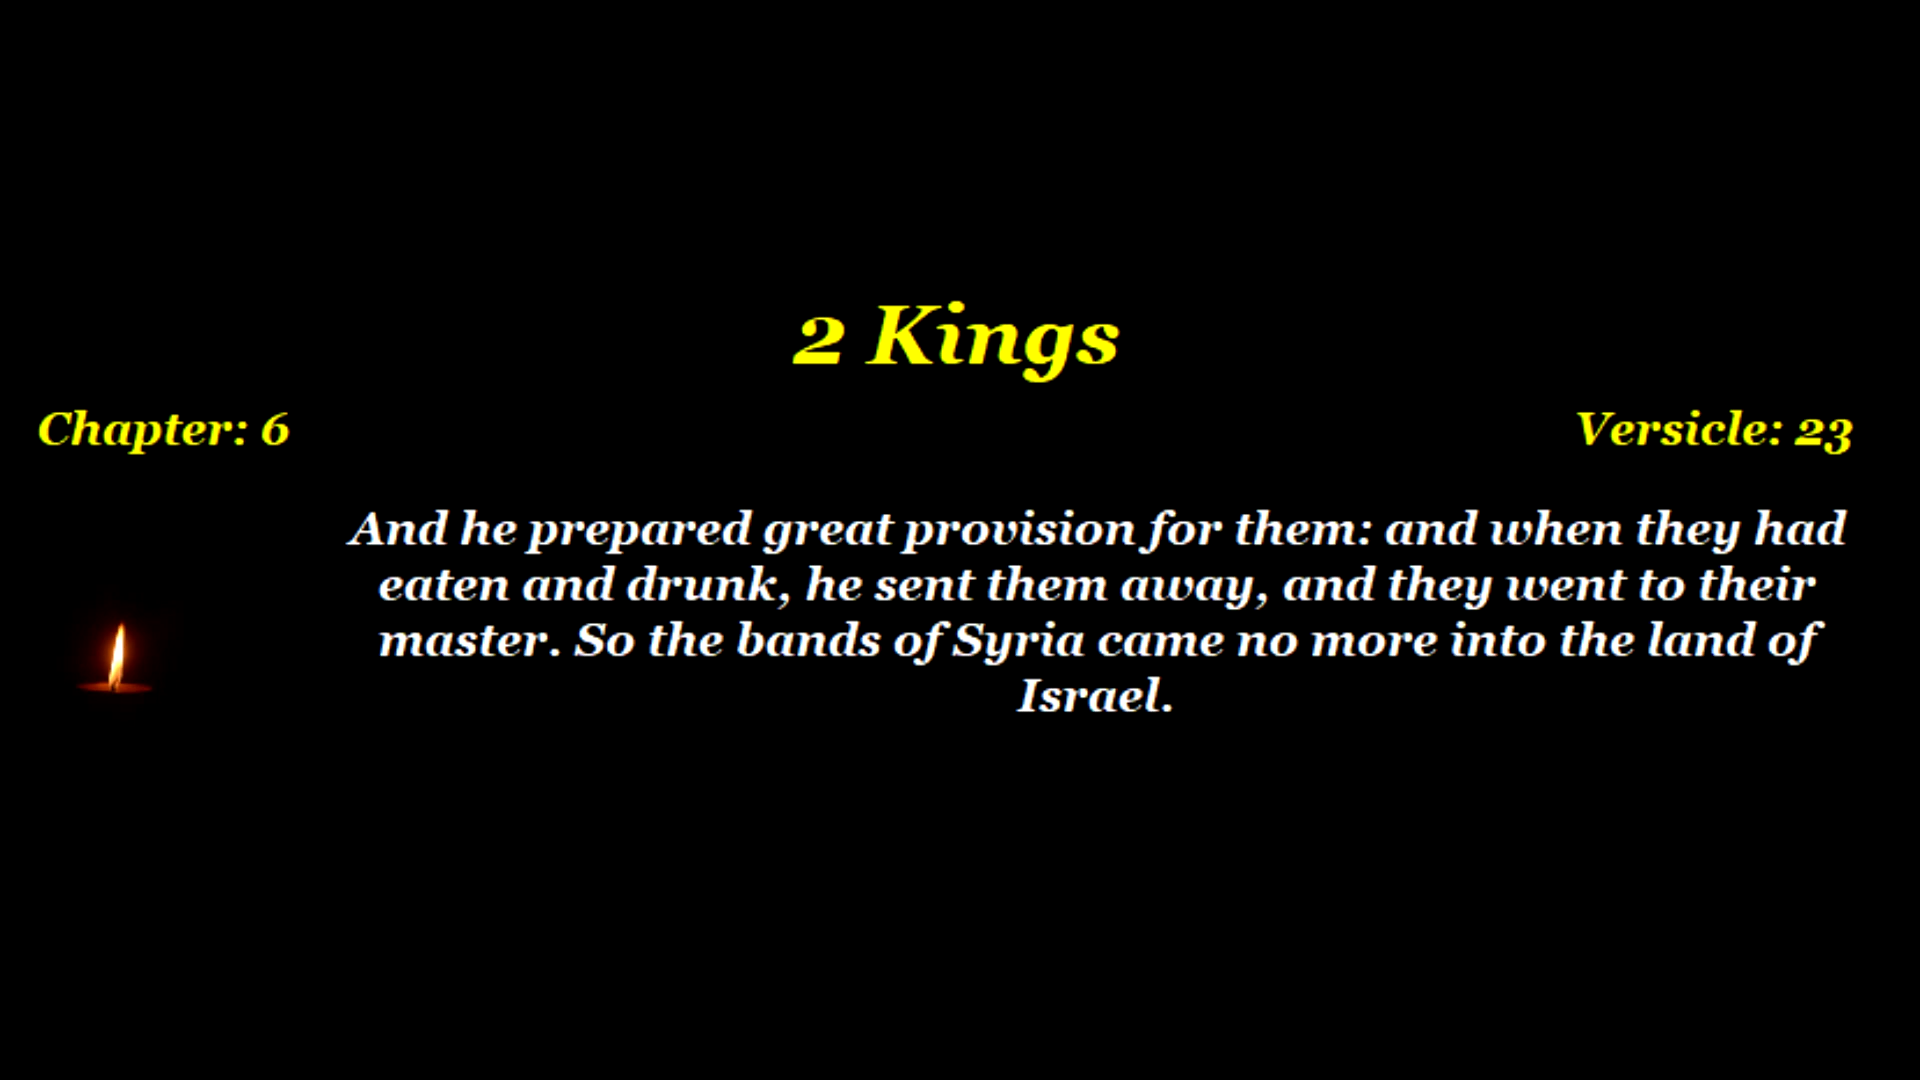 2 Kings
Chapter: 6
Versicle: 23
And he prepared great provision for them: and when they had
eaten and drunk, he sent them away, and they went to their
master. So the bands of Syria came no more into the land of
Israel.